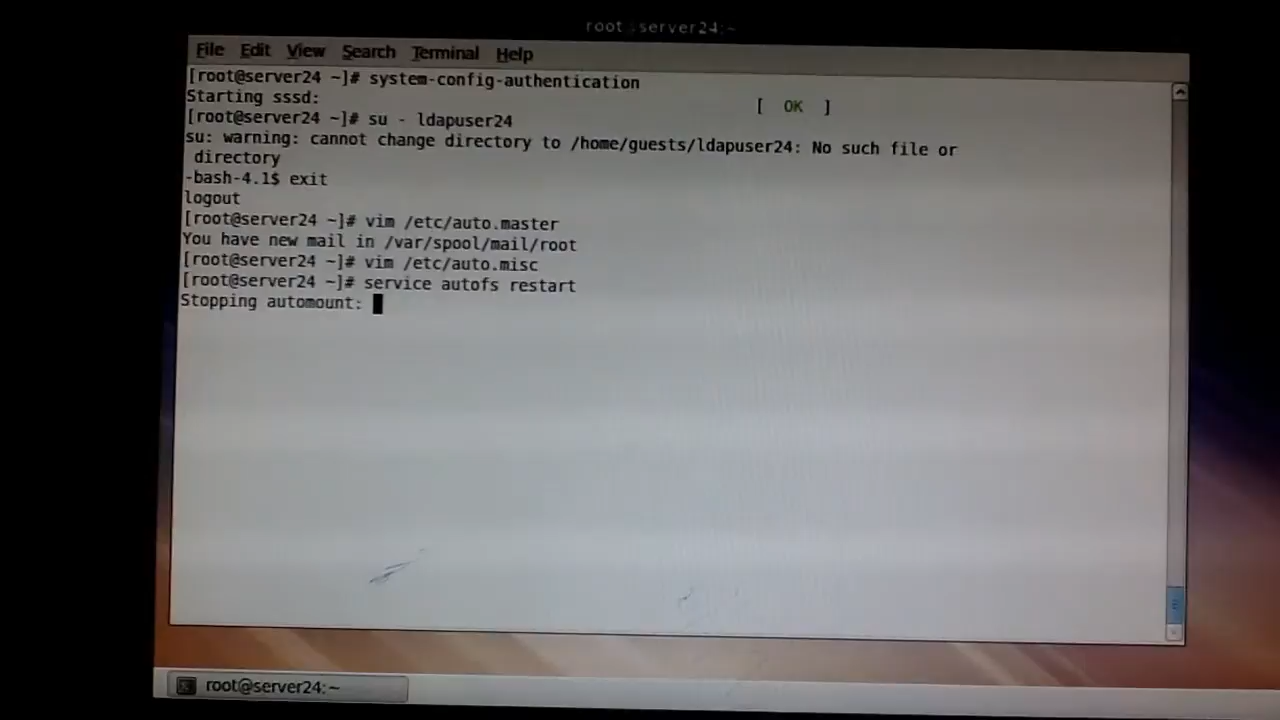 root@server24:~
File Edit View Search Terminal Help
[root@server24 ~]# system-config-authentication
Starting sssd: [ OK ]
[root@server24 ~]# su - ldapuser24
su: warning: cannot change directory to /home/guests/ldapuser24: No such file or
directory
-bash-4.1$ exit
logout
[root@server24 ~]# vim /etc/auto.master
You have new mail in /var/spool/mail/root
[root@server24 ~]# vim /etc/auto.misc
[root@server24 ~]# service autofs restart
Stopping automount:
root@server24:~